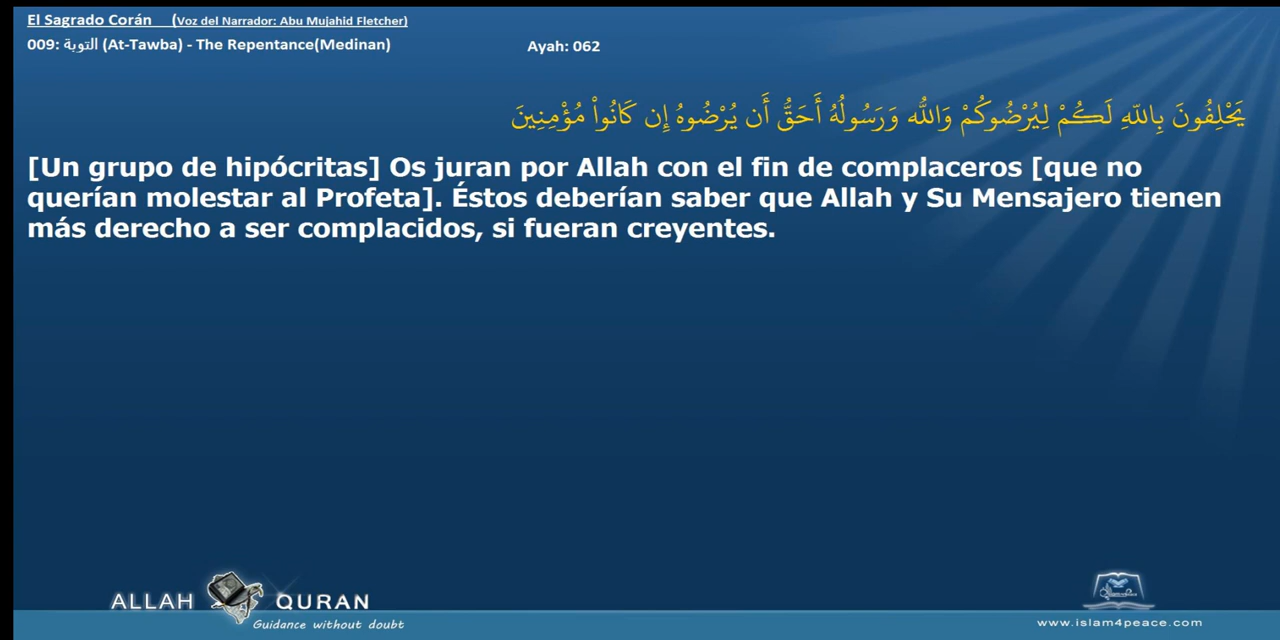 El Sagrado Corán (Voz del Narrador: Abu Mujahid Fletcher)
009: التوبة (At-Tawba) - The Repentance(Medinan) Ayah: 062
يَحْلِفُونَ بِاللّهِ لَكُمْ لِيُرْضُوكُمْ وَاللّهُ وَرَسُولُهُ أَحَقُّ أَن يُرْضُوهُ إِن كَانُواْ مُؤْمِنِينَ
[Un grupo de hipócritas] Os juran por Allah con el fin de complaceros [que no
querían molestar al Profeta]. Éstos deberían saber que Allah y Su Mensajero tienen
más derecho a ser complacidos, si fueran creyentes.
ALLAH QURAN
Guidance without doubt
www.islam4peace.com